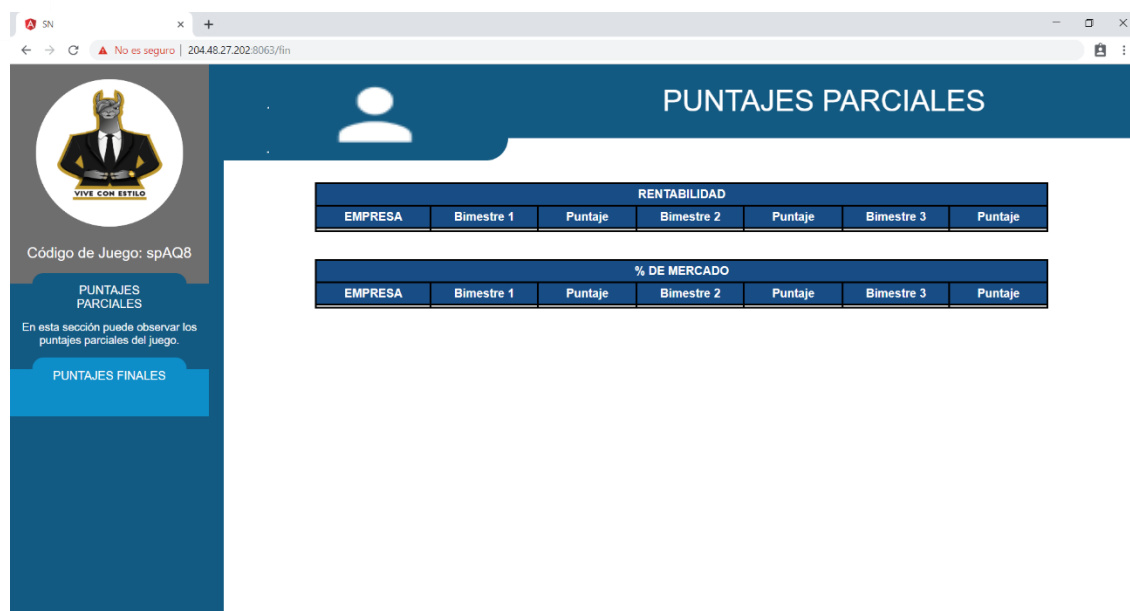 SN
No es seguro | 204.48.27.202:8063/fin
VIVE CON ESTILO
Código de Juego: spAQ8
PUNTAJES
PARCIALES
En esta sección puede observar los
puntajes parciales del juego.
PUNTAJES FINALES
PUNTAJES PARCIALES
RENTABILIDAD
EMPRESA Bimestre 1 Puntaje Bimestre 2 Puntaje Bimestre 3 Puntaje
% DE MERCADO
EMPRESA Bimestre 1 Puntaje Bimestre 2 Puntaje Bimestre 3 Puntaje